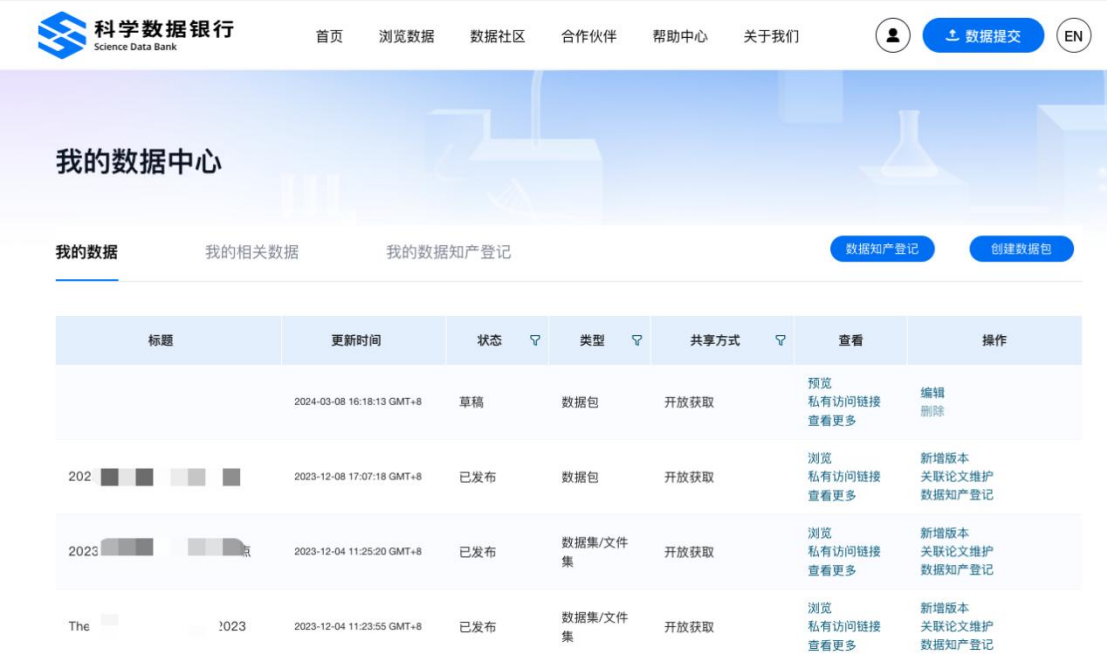 科学数据银行
Science Data Bank
首页 浏览数据 数据社区 合作伙伴 帮助中心 关于我们 数据提交 EN
我的数据中心
我的数据 我的相关数据 我的数据知产登记 数据知产登记 创建数据包
标题 更新时间 状态 类型 共享方式 查看 操作
2024-03-08 16:18:13 GMT+8 草稿 数据包 开放获取
预览
私有访问链接
查看更多
编辑
删除
202 2023-12-08 17:07:18 GMT+8 已发布 数据包 开放获取
浏览
私有访问链接
查看更多
新增版本
关联论文维护
数据知产登记
2023 点 2023-12-04 11:25:20 GMT+8 已发布 数据集/文件
集
开放获取
浏览
私有访问链接
查看更多
新增版本
关联论文维护
数据知产登记
The 2023 2023-12-04 11:23:55 GMT+8 已发布 数据集/文件
集
开放获取
浏览
私有访问链接
查看更多
新增版本
关联论文维护
数据知产登记